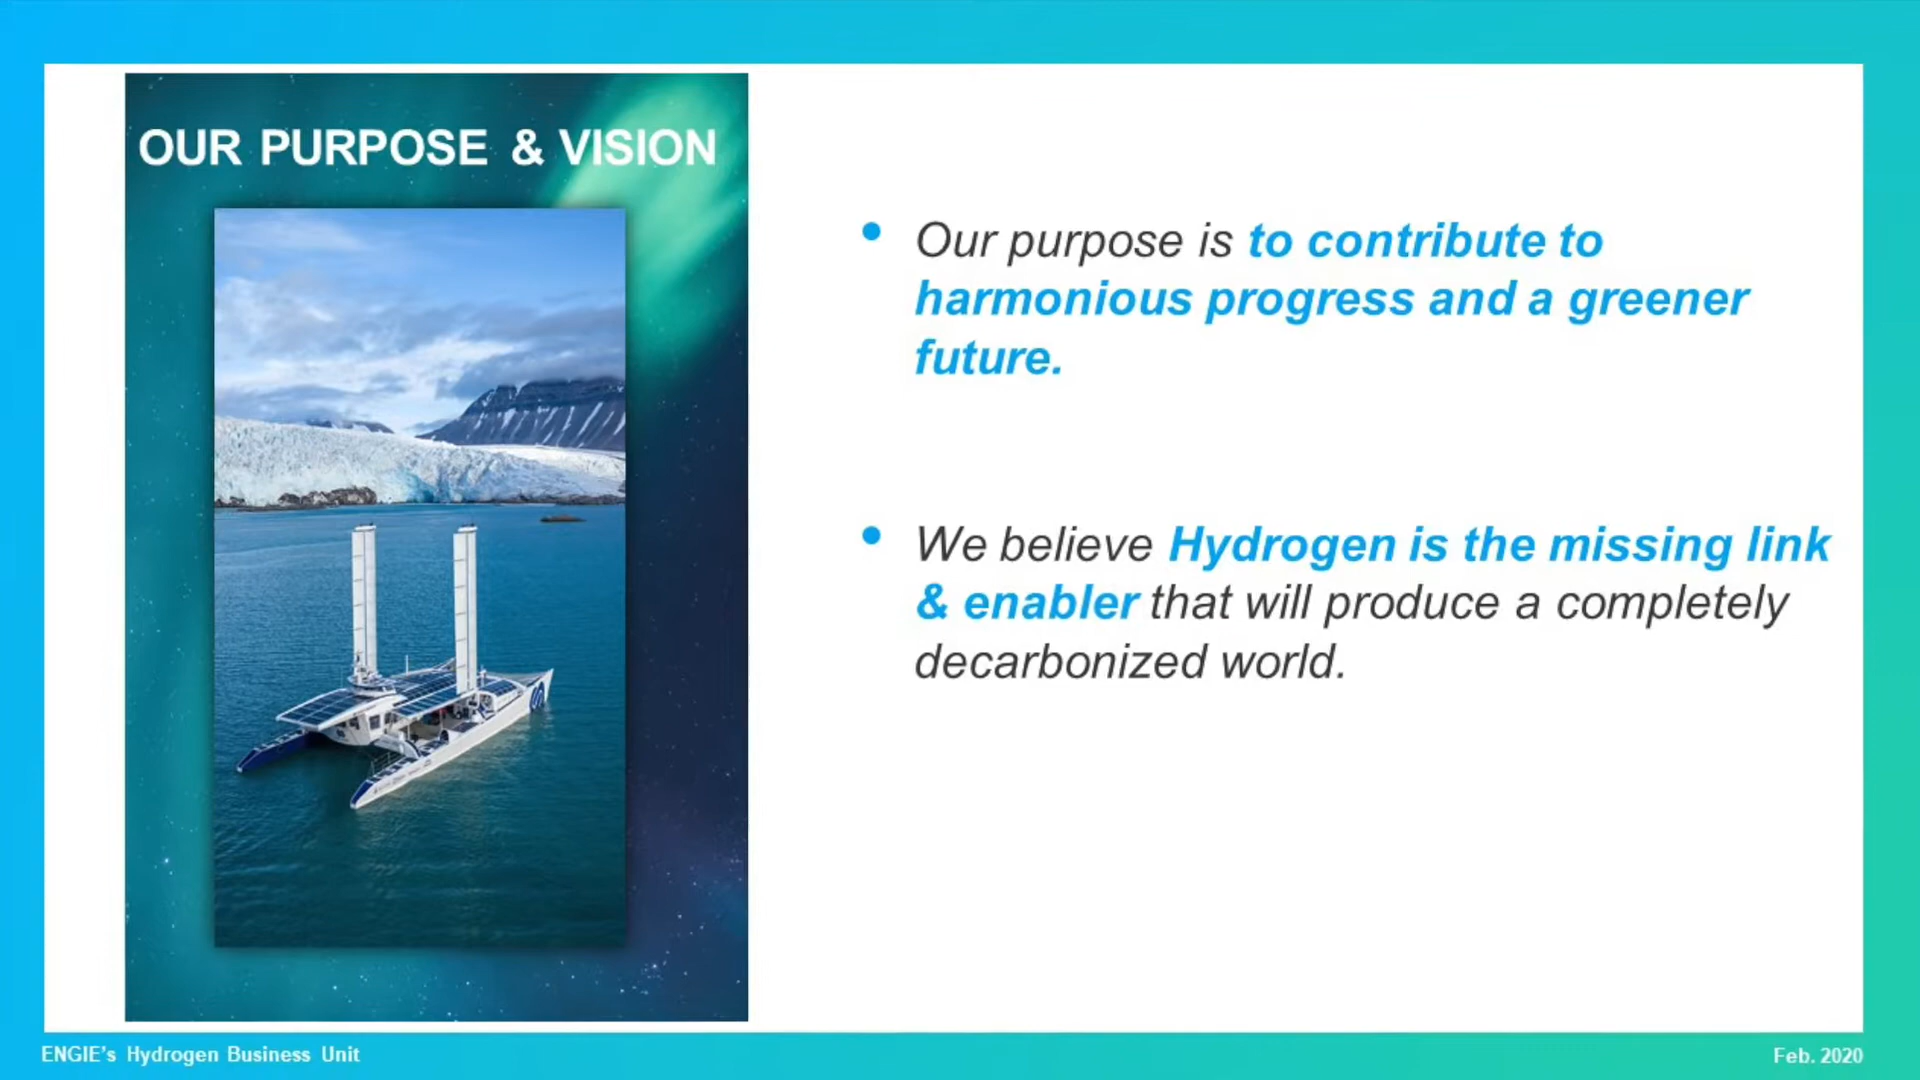 OUR PURPOSE & VISION
• Our purpose is to contribute to
harmonious progress and a greener
future.
• We believe Hydrogen is the missing link
& enabler that will produce a completely
decarbonized world.
ENGIE's Hydrogen Business Unit
Feb. 2020